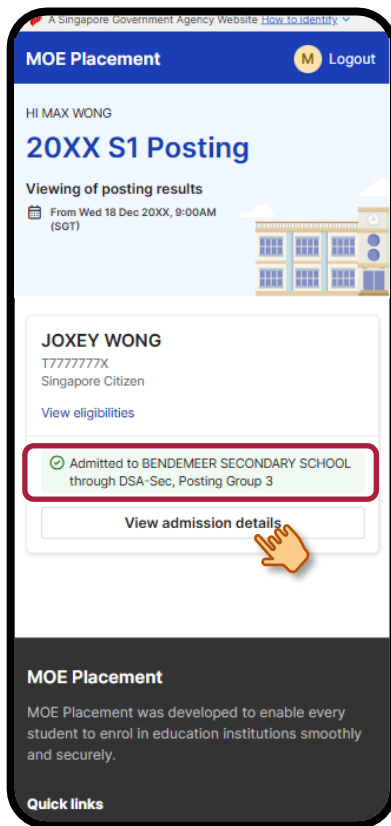 A Singapore Government Agency Website How to identify
MOE Placement
M Logout
HI MAX WONG
20XX S1 Posting
Viewing of posting results
From Wed 18 Dec 20XX, 9:00AM
(SGT)
JOXEY WONG
T7777777X
Singapore Citizen
View eligibilities
Admitted to BENDEMEER SECONDARY SCHOOL
through DSA-Sec, Posting Group 3
View admission details
MOE Placement
MOE Placement was developed to enable every
student to enrol in education institutions smoothly
and securely.
Quick links